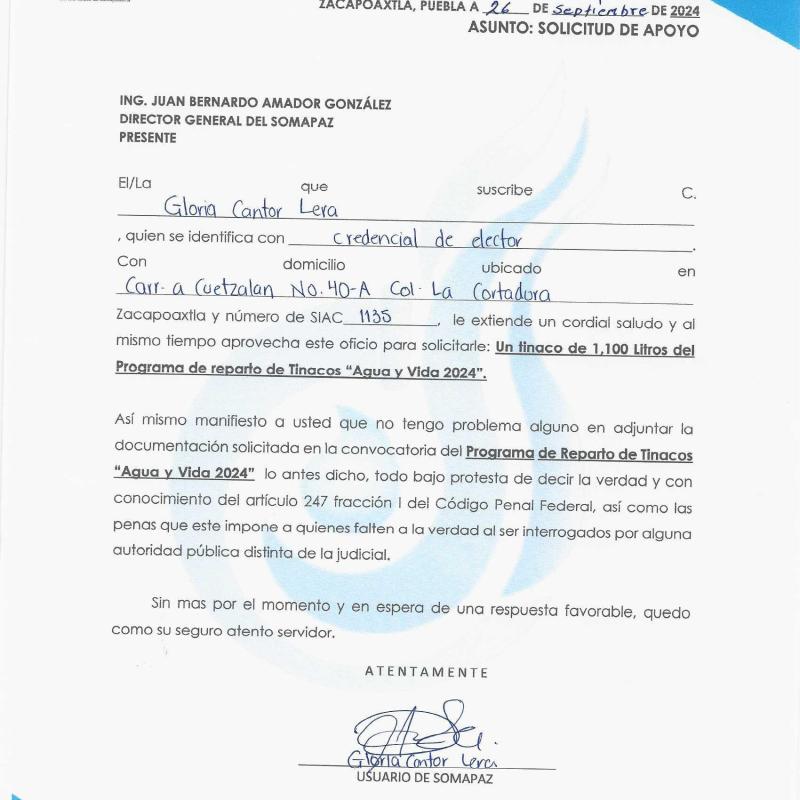 ZACAPOAXTLA, PUEBLA A 26 DE Septiembre DE 2024
ASUNTO: SOLICITUD DE APOYO
ING. JUAN BERNARDO AMADOR GONZÁLEZ
DIRECTOR GENERAL DEL SOMAPAZ
PRESENTE
El/La que suscribe C.
Gloria Cantor Lera
, quien se identifica con credencial de elector.
Con domicilio ubicado en
Carr. a Cuetzalan No. 40-A Col. La Cortadura
Zacapoaxtla y número de SIAC 1135, le extiende un cordial saludo y al
mismo tiempo aprovecha este oficio para solicitarle: Un tinaco de 1,100 Litros del
Programa de reparto de Tinacos “Agua y Vida 2024”.
Así mismo manifiesto a usted que no tengo problema alguno en adjuntar la
documentación solicitada en la convocatoria del Programa de Reparto de Tinacos
“Agua y Vida 2024” lo antes dicho, todo bajo protesta de decir la verdad y con
conocimiento del artículo 247 fracción I del Código Penal Federal, así como las
penas que este impone a quienes falten a la verdad al ser interrogados por alguna
autoridad pública distinta de la judicial.
Sin mas por el momento y en espera de una respuesta favorable, quedo
como su seguro atento servidor.
ATENTAMENTE
Gloria Cantor Lera
USUARIO DE SOMAPAZ